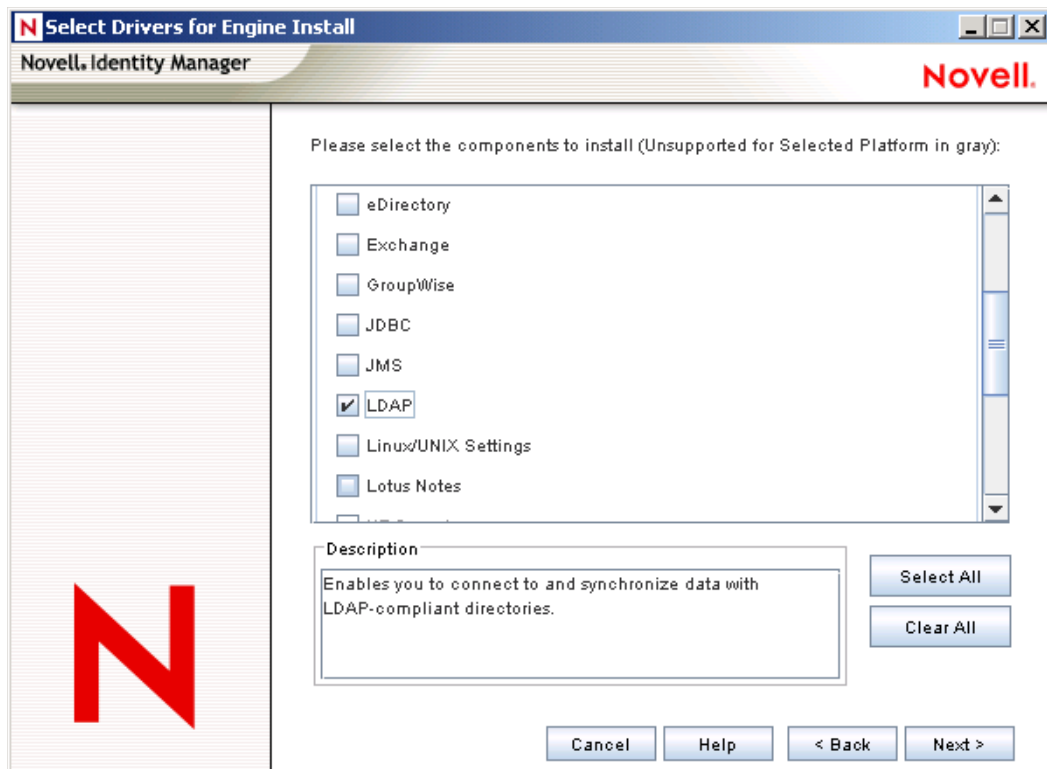 N Select Drivers for Engine Install
Novell. Identity Manager
Novell.
Please select the components to install (Unsupported for Selected Platform in gray):
eDirectory
Exchange
GroupWise
JDBC
JMS
LDAP
Linux/UNIX Settings
Lotus Notes
Description
Enables you to connect to and synchronize data with
LDAP-compliant directories.
Select All
Clear All
N
Cancel Help < Back Next >